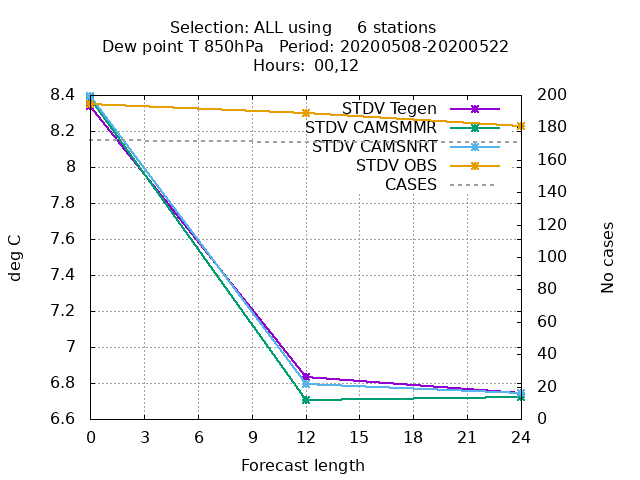 Selection: ALL using     6 stations
Dew point T 850hPa   Period: 20200508-20200522
Hours:  00,12
STDV Tegen
STDV CAMSMMR
STDV CAMSNRT
STDV OBS
CASES
8.4
8.2
8
7.8
7.6
7.4
7.2
7
6.8
6.6
200
180
160
140
120
100
80
60
40
20
0
deg C
No cases
0 3 6 9 12 15 18 21 24
Forecast length